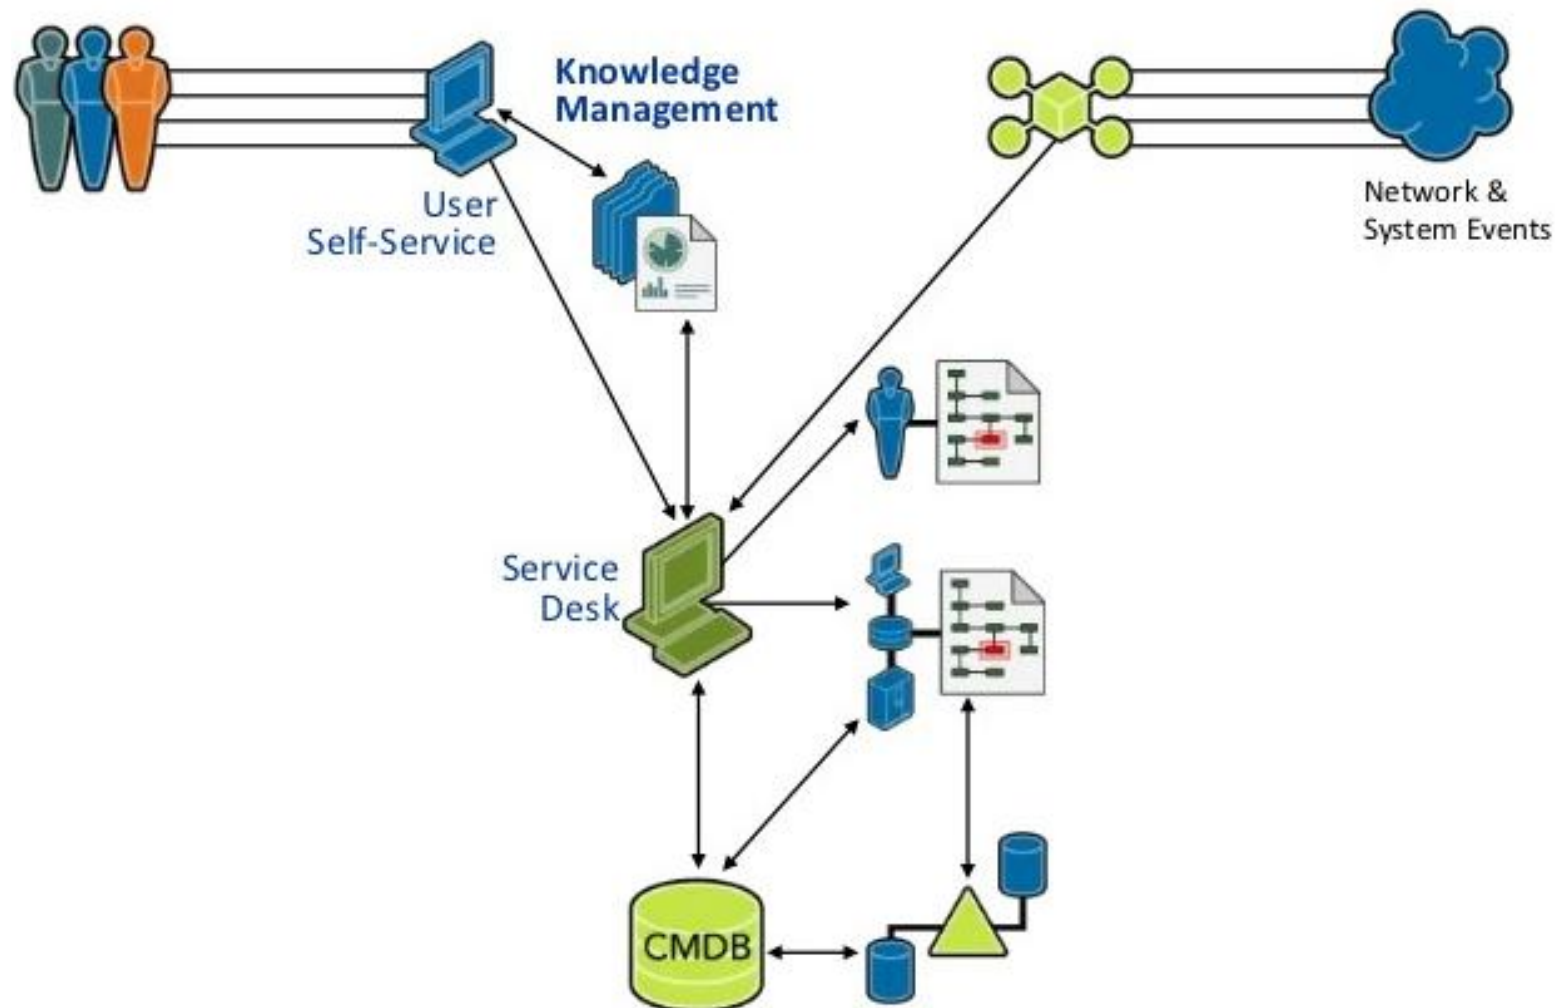 Knowledge
Management
User
Self-Service
Network &
System Events
Service
Desk
CMDB